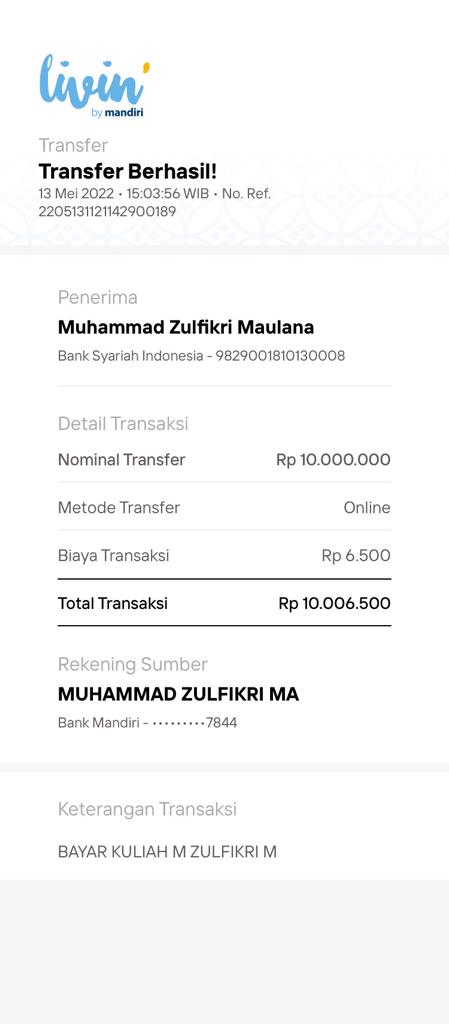 livin'
by mandiri
Transfer
Transfer Berhasil!
13 Mei 2022 • 15:03:56 WIB • No. Ref.
2205131121142900189
Penerima
Muhammad Zulfikri Maulana
Bank Syariah Indonesia - 9829001810130008
Detail Transaksi
Nominal Transfer Rp 10.000.000
Metode Transfer Online
Biaya Transaksi Rp 6.500
Total Transaksi Rp 10.006.500
Rekening Sumber
MUHAMMAD ZULFIKRI MA
Bank Mandiri - •••••••••7844
Keterangan Transaksi
BAYAR KULIAH M ZULFIKRI M